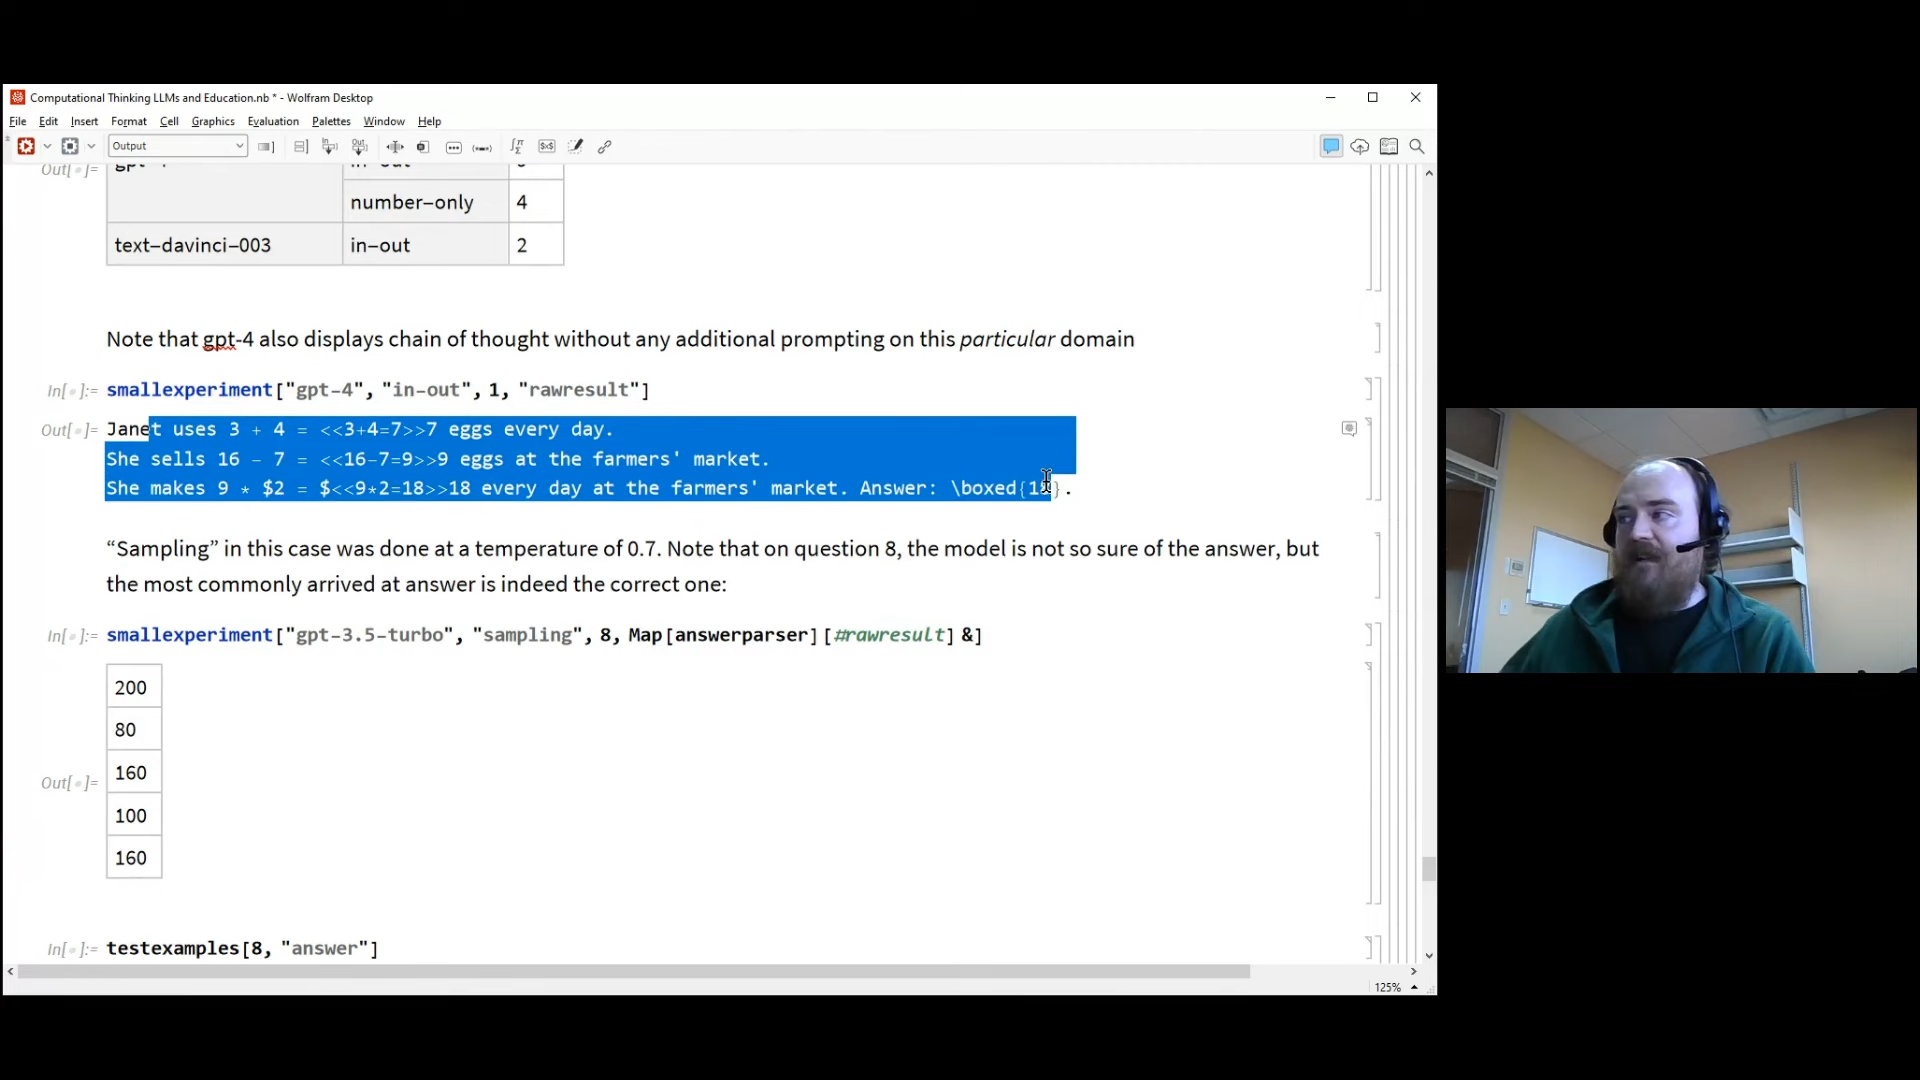 Computational Thinking LLMs and Education.nb * - Wolfram Desktop
File Edit Insert Format Cell Graphics Evaluation Palettes Window Help
Output
Out[ ]=
number-only 4
text-davinci-003 in-out 2
Note that gpt-4 also displays chain of thought without any additional prompting on this particular domain
In[ ]:= smallexperiment["gpt-4", "in-out", 1, "rawresult"]
Out[ ]= Janet uses 3 + 4 = <<3+4=7>>7 eggs every day.
She sells 16 - 7 = <<16-7=9>>9 eggs at the farmers' market.
She makes 9 * $2 = $<<9*2=18>>18 every day at the farmers' market. Answer: \boxed{18}.
“Sampling” in this case was done at a temperature of 0.7. Note that on question 8, the model is not so sure of the answer, but
the most commonly arrived at answer is indeed the correct one:
In[ ]:= smallexperiment["gpt-3.5-turbo", "sampling", 8, Map[answerparser][#rawresult] &]
200
80
160
Out[ ]=
100
160
In[ ]:= testexamples[8, "answer"]
125%